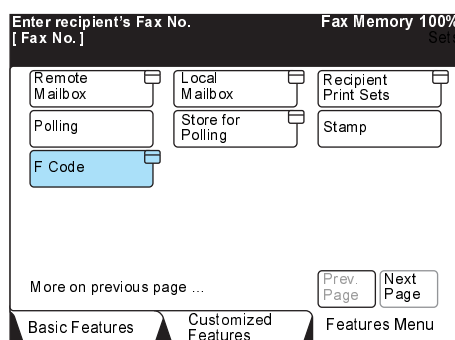 Enter recipient's Fax No. Fax Memory 100%
[ Fax No. ] Sets
Remote Local Recipient
Mailbox Mailbox Print Sets
Polling Store for Stamp
Polling
F Code
More on previous page ... Prev. Next
Page Page
Basic Features Customized Features Menu
Features